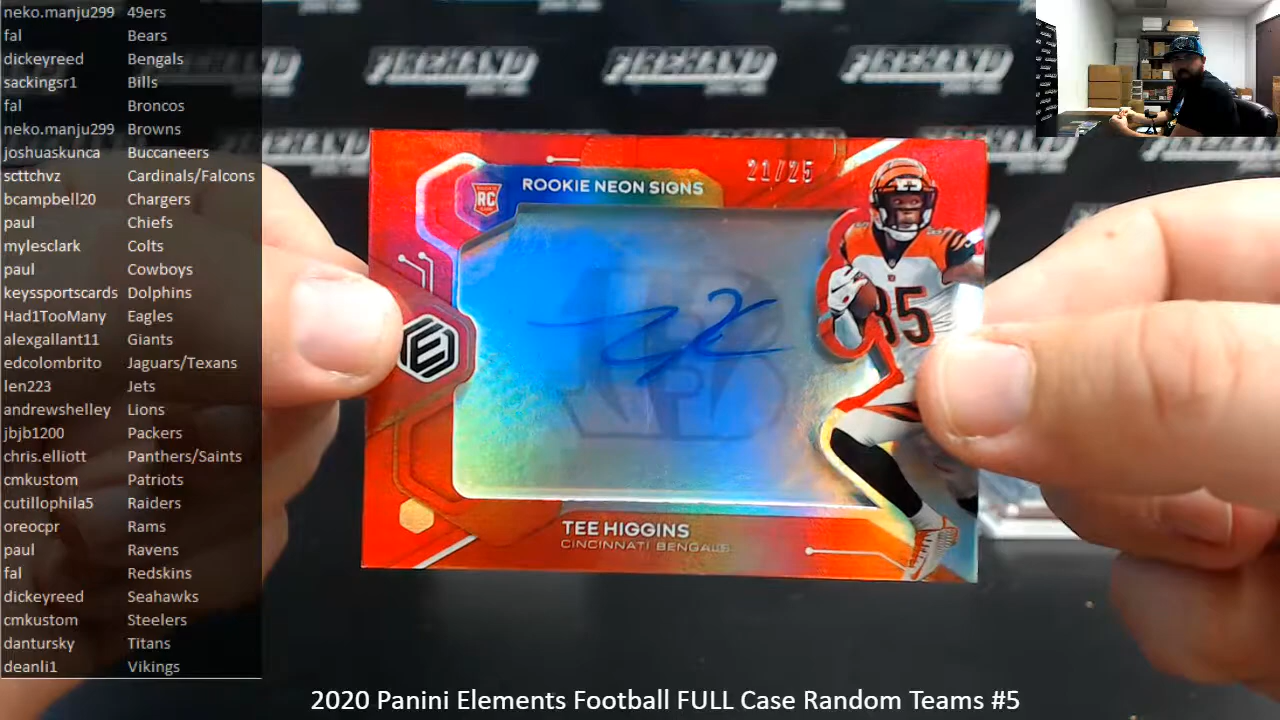 neko.manju299 49ers
fal Bears
dickeyreed Bengals
sackingsr1 Bills
fal Broncos
neko.manju299 Browns
joshuaskunca Buccaneers
scttchvz Cardinals/Falcons
bcampbell20 Chargers
paul Chiefs
mylesclark Colts
paul Cowboys
keyssportscards Dolphins
Had1TooMany Eagles
alexgallant11 Giants
edcolombrito Jaguars/Texans
len223 Jets
andrewshelley Lions
jbjb1200 Packers
chris.elliott Panthers/Saints
cmkustom Patriots
cutillophila5 Raiders
oreocpr Rams
paul Ravens
fal Redskins
dickeyreed Seahawks
cmkustom Steelers
dantursky Titans
deanli1 Vikings
FIREHAND
FIREHAND
FIREHAND
RC
ROOKIE NEON SIGNS
21/25
85
E
TEE HIGGINS
CINCINNATI BENGALS
2020 Panini Elements Football FULL Case Random Teams #5